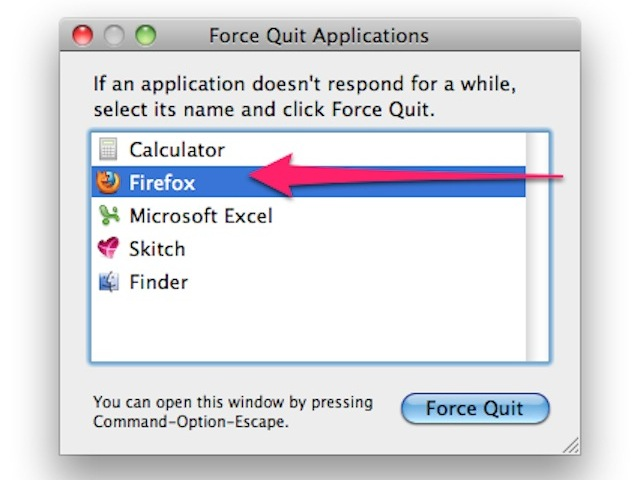 Force Quit Applications
If an application doesn't respond for a while,
select its name and click Force Quit.
Calculator
Firefox
Microsoft Excel
Skitch
Finder
You can open this window by pressing
Command-Option-Escape.
Force Quit